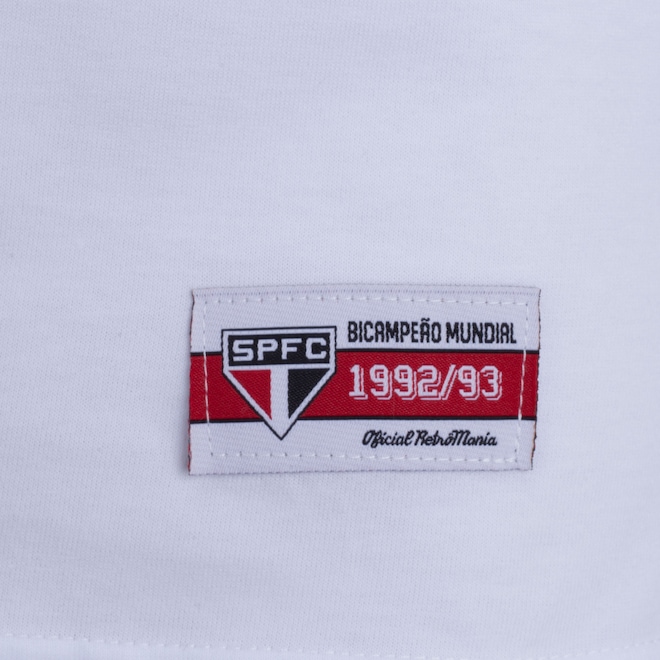 SPFC
BICAMPEÃO MUNDIAL
1992/93
Oficial RetrôMania